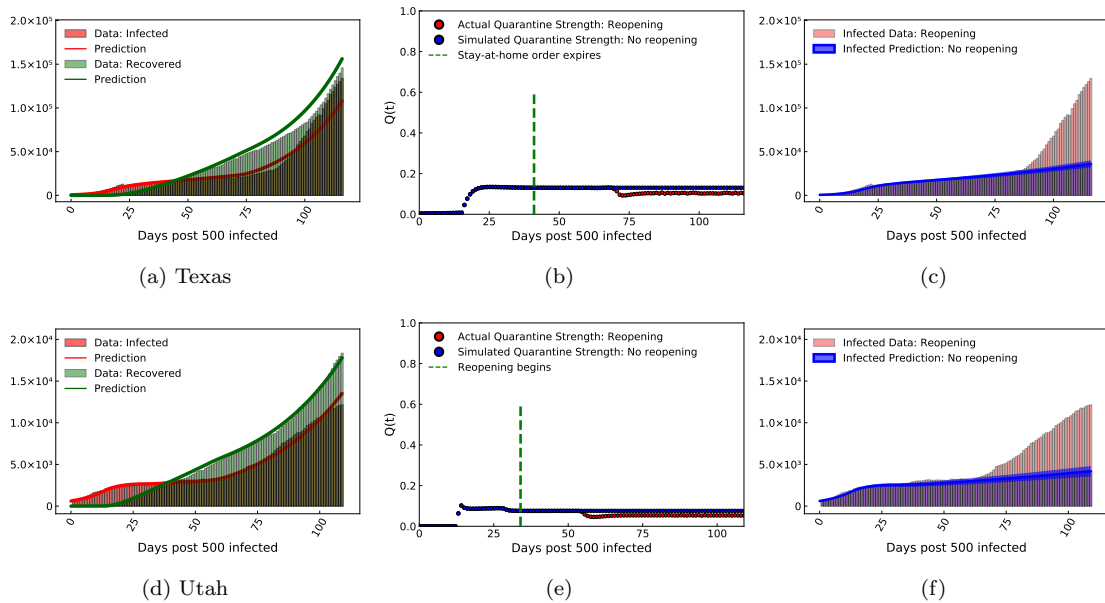 2.0×10⁵
1.5×10⁵
1.0×10⁵
5.0×10⁴
0
Data: Infected
Prediction
Data: Recovered
Prediction
0
25
50
75
100
Days post 500 infected
(a) Texas
1.0
0.8
0.6
0.4
0.2
0.0
Q(t)
Actual Quarantine Strength: Reopening
Simulated Quarantine Strength: No reopening
Stay-at-home order expires
0
25
50
75
100
Days post 500 infected
(b)
2.0×10⁵
1.5×10⁵
1.0×10⁵
5.0×10⁴
0
Infected Data: Reopening
Infected Prediction: No reopening
0
25
50
75
100
Days post 500 infected
(c)
2.0×10⁴
1.5×10⁴
1.0×10⁴
5.0×10³
0
Data: Infected
Prediction
Data: Recovered
Prediction
0
25
50
75
100
Days post 500 infected
(d) Utah
1.0
0.8
0.6
0.4
0.2
0.0
Q(t)
Actual Quarantine Strength: Reopening
Simulated Quarantine Strength: No reopening
Reopening begins
0
25
50
75
100
Days post 500 infected
(e)
2.0×10⁴
1.5×10⁴
1.0×10⁴
5.0×10³
0
Infected Data: Reopening
Infected Prediction: No reopening
0
25
50
75
100
Days post 500 infected
(f)